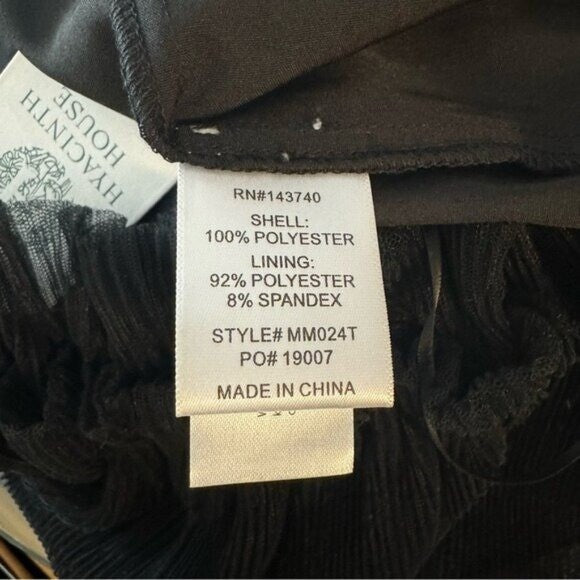 HYACINTH
HOUSE
RN#143740
SHELL:
100% POLYESTER
LINING:
92% POLYESTER
8% SPANDEX
STYLE# MM024T
PO# 19007
MADE IN CHINA